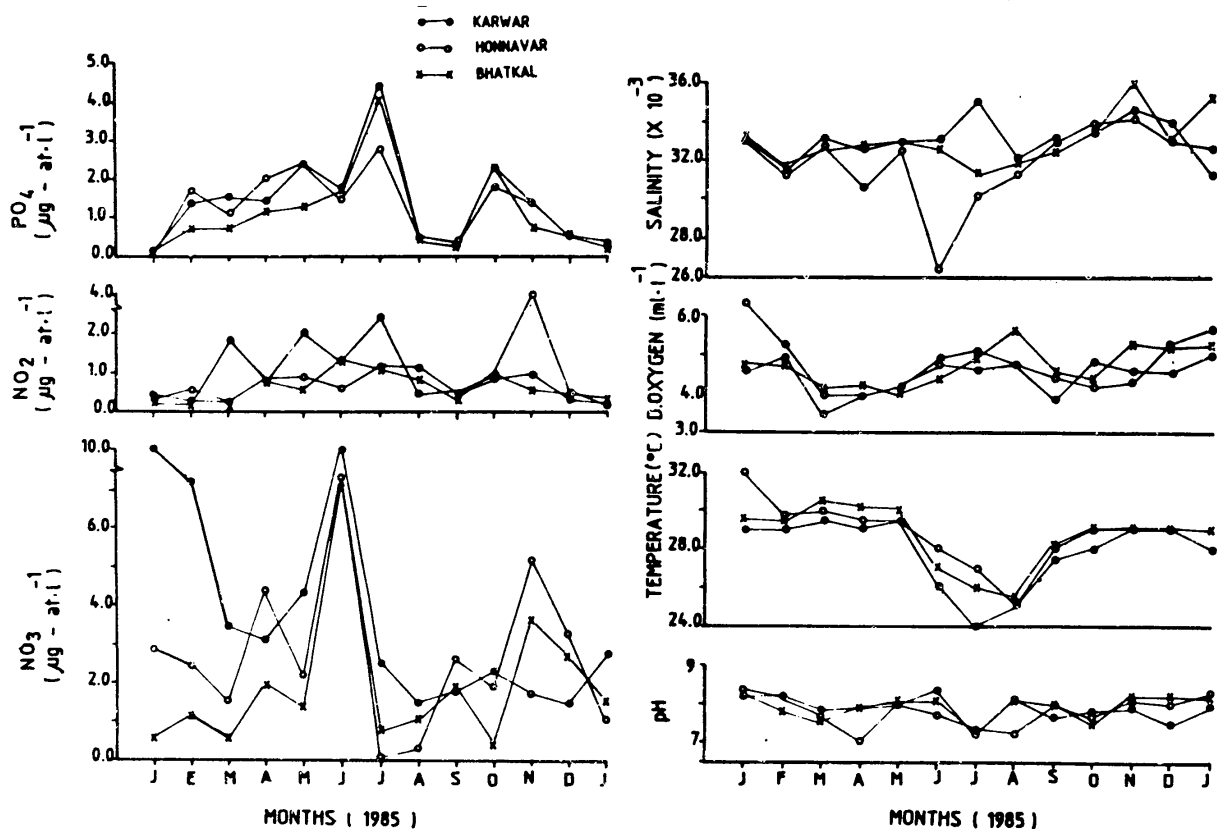 KARWAR
HONNAVAR
BHATKAL
PO4
( µg - at·l )-1
5.0
4.0
3.0
2.0
1.0
0.0
NO2
( µg - at·l )-1
4.0
2.0
1.0
0.0
NO3
( µg - at·l )-1
10.0
6.0
4.0
2.0
0.0
J E M A M J J A S O N D J
MONTHS ( 1985 )
SALINITY (X 10-3)
36.0
32.0
28.0
26.0
D.OXYGEN (ml·l-1)
6.0
4.0
3.0
TEMPERATURE(°C)
32.0
28.0
24.0
pH
9
7
J F M A M J J A S O N D J
MONTHS ( 1985 )